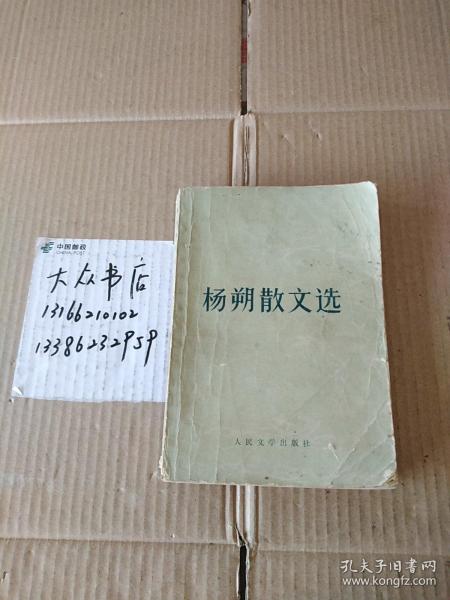 中国邮政
CHINA POST
大众书店
13166210102
13386232959
杨朔散文选
人民文学出版社
孔夫子旧书网
www.kongfz.com